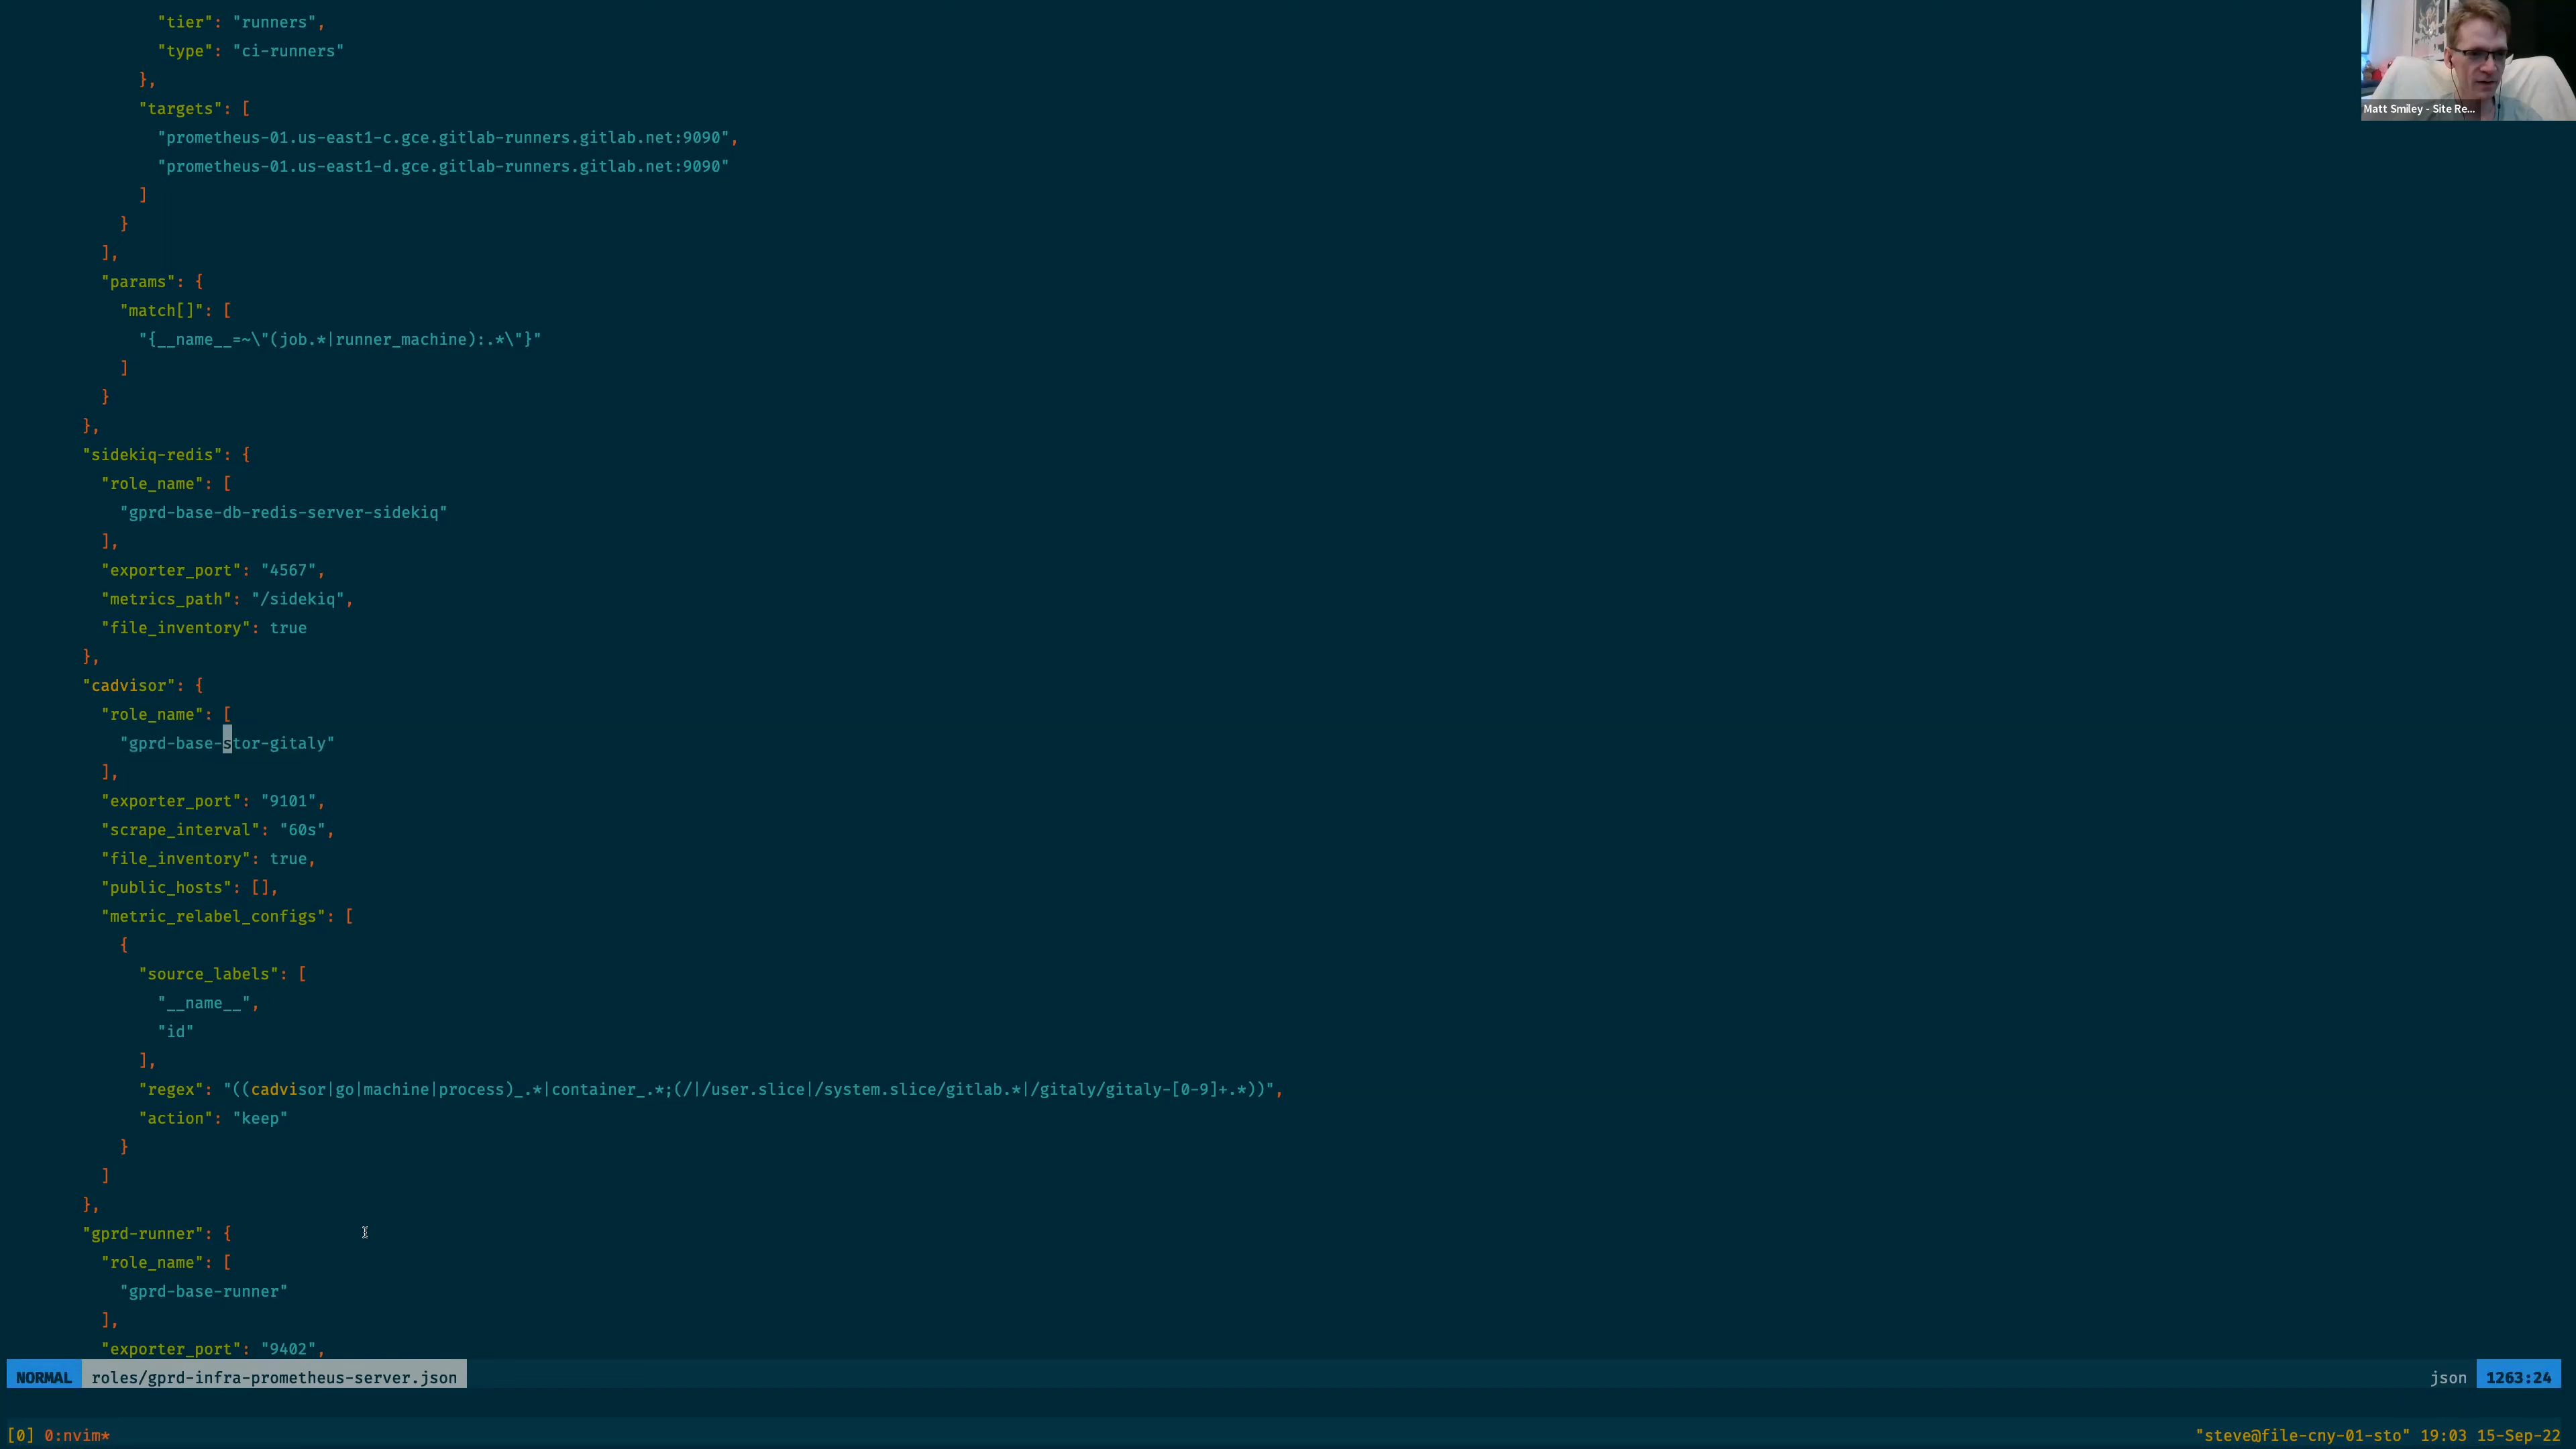 "tier": "runners",
"type": "ci-runners"
},
"targets": [
"prometheus-01.us-east1-c.gce.gitlab-runners.gitlab.net:9090",
"prometheus-01.us-east1-d.gce.gitlab-runners.gitlab.net:9090"
]
}
],
"params": {
"match[]": [
"{__name__=~\"(job.*|runner_machine):.*\"}"
]
}
},
"sidekiq-redis": {
"role_name": [
"gprd-base-db-redis-server-sidekiq"
],
"exporter_port": "4567",
"metrics_path": "/sidekiq",
"file_inventory": true
},
"cadvisor": {
"role_name": [
"gprd-base-stor-gitaly"
],
"exporter_port": "9101",
"scrape_interval": "60s",
"file_inventory": true,
"public_hosts": [],
"metric_relabel_configs": [
{
"source_labels": [
"__name__",
"id"
],
"regex": "((cadvisor|go|machine|process)_.*|container_.*;(/|/user.slice|/system.slice/gitlab.*|/gitaly/gitaly-[0-9]+.*))",
"action": "keep"
}
]
},
"gprd-runner": {
"role_name": [
"gprd-base-runner"
],
"exporter_port": "9402",
NORMAL roles/gprd-infra-prometheus-server.json json 1263:24
[0] 0:nvim* "steve@file-cny-01-sto" 19:03 15-Sep-22
Matt Smiley - Site Re...